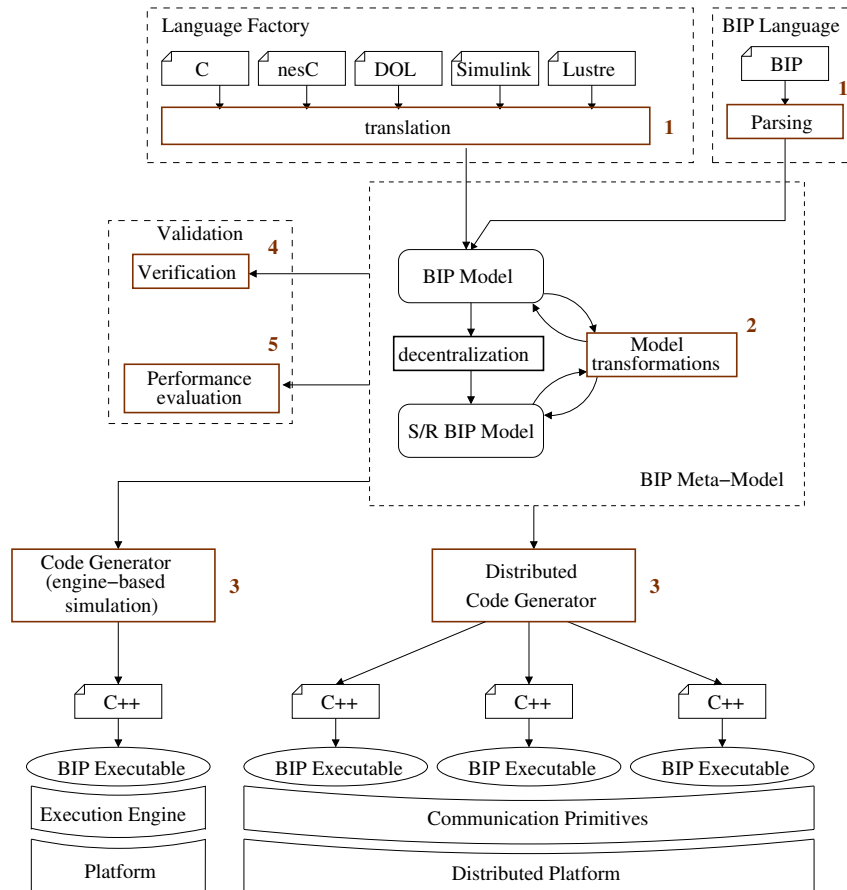 Language Factory
BIP Language
C
nesC
DOL
Simulink
Lustre
BIP
translation
1
Parsing
1
Validation
4
Verification
BIP Model
5
Performance
evaluation
decentralization
2
Model
transformations
S/R BIP Model
BIP Meta−Model
Code Generator
(engine−based
simulation)
3
Distributed
Code Generator
3
C++
C++
C++
C++
BIP Executable
BIP Executable
BIP Executable
BIP Executable
Execution Engine
Communication Primitives
Platform
Distributed Platform